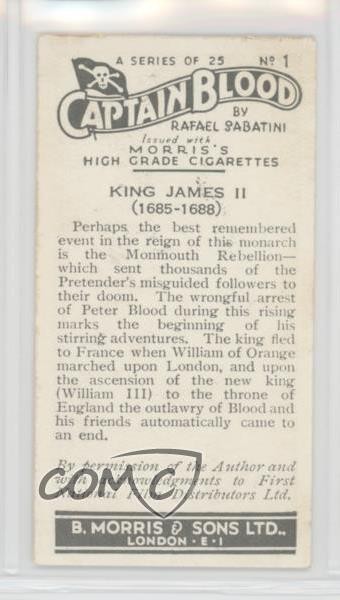 A SERIES OF 25 Nº 1
CAPTAIN BLOOD
BY
RAFAEL SABATINI
Issued with
MORRIS'S
HIGH GRADE CIGARETTES
KING JAMES II
(1685-1688)
Perhaps the best remembered
event in the reign of this monarch
is the Monmouth Rebellion—
which sent thousands of the
Pretender's misguided followers to
their doom. The wrongful arrest
of Peter Blood during this rising
marks the beginning of his
stirring adventures. The king fled
to France when William of Orange
marched upon London, and upon
the ascension of the new king
(William III) to the throne of
England the outlawry of Blood and
his friends automatically came to
an end.
By permission of the Author and
with acknowledgments to First
National Film Distributors Ltd.
COMC
B. MORRIS & SONS LTD.,
LONDON · E · I